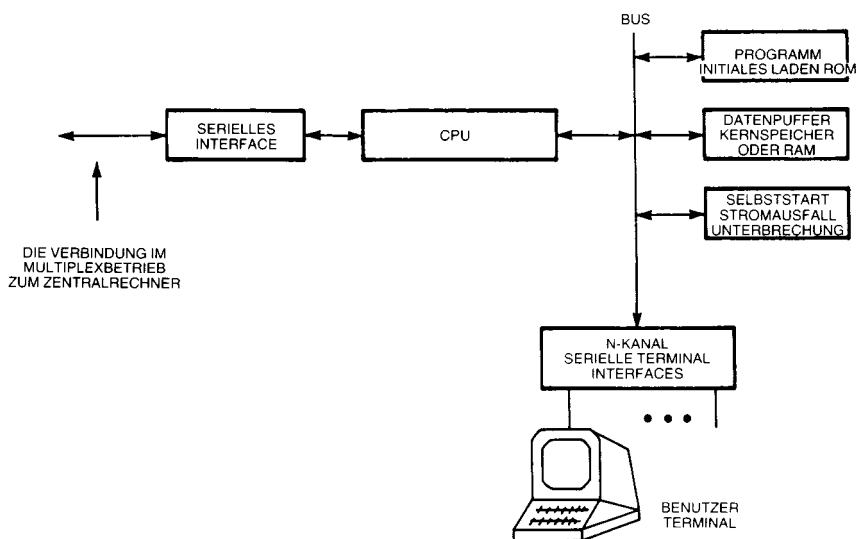 BUS
PROGRAMM
INITIALES LADEN ROM
SERIELLES
INTERFACE
CPU
DATENPUFFER
KERNSPEICHER
ODER RAM
SELBSTSTART
STROMAUSFALL
UNTERBRECHUNG
DIE VERBINDUNG IM
MULTIPLEXBETRIEB
ZUM ZENTRALRECHNER
N-KANAL
SERIELLE TERMINAL
INTERFACES
BENUTZER
TERMINAL